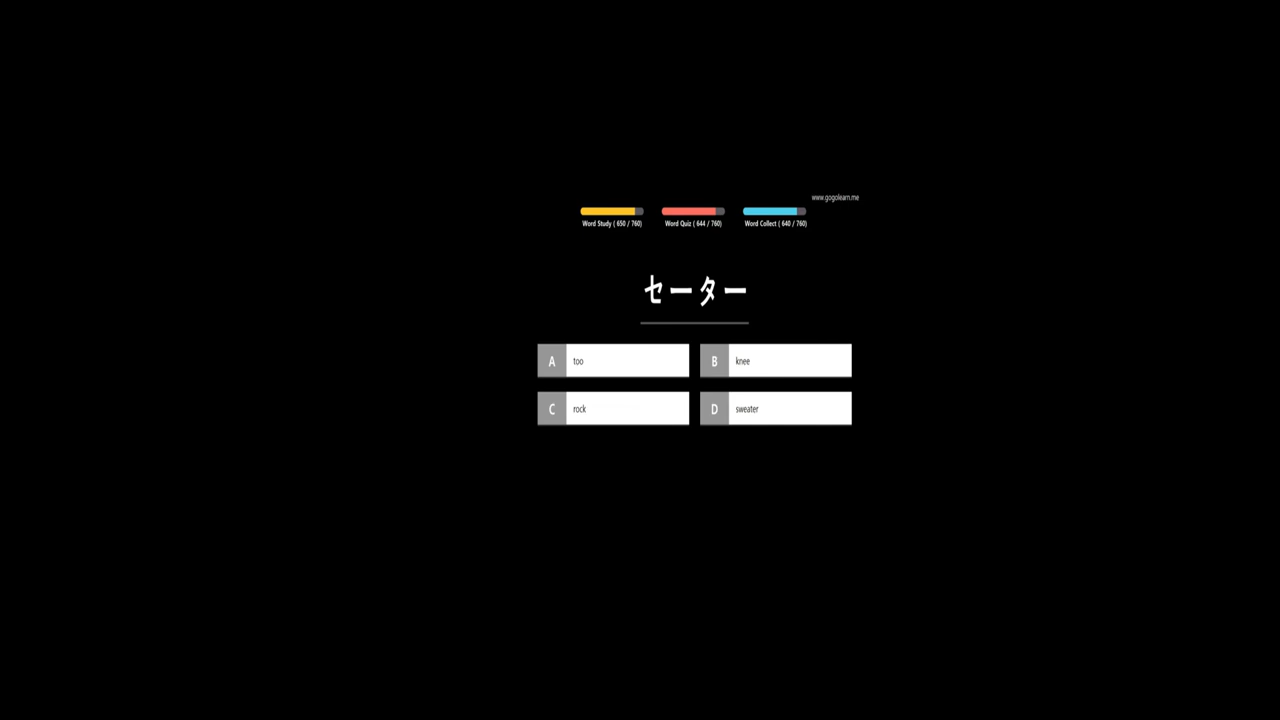 www.gogolearn.me
Word Study ( 650 / 760) Word Quiz ( 644 / 760) Word Collect ( 640 / 760)
セーター
A too B knee
C rock D sweater